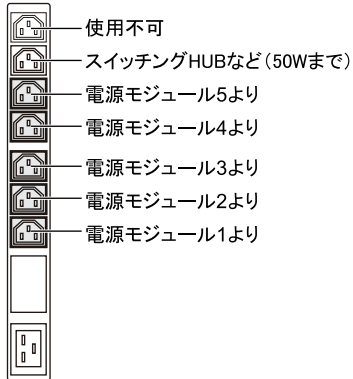 使用不可
スイッチングHUBなど（50Wまで）
電源モジュール5より
電源モジュール4より
電源モジュール3より
電源モジュール2より
電源モジュール1より